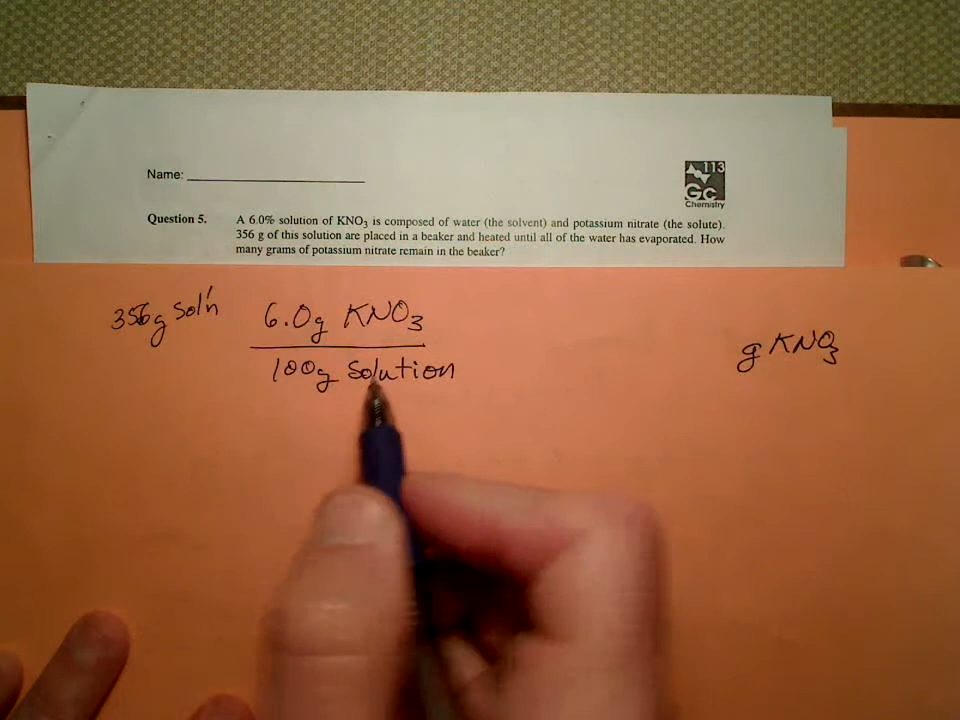 Name:
113
GC
Chemistry
Question 5. A 6.0% solution of KNO3 is composed of water (the solvent) and potassium nitrate (the solute).
356 g of this solution are placed in a beaker and heated until all of the water has evaporated. How
many grams of potassium nitrate remain in the beaker?
356g Sol'n 6.0g KNO3
100g Solution
g KNO3